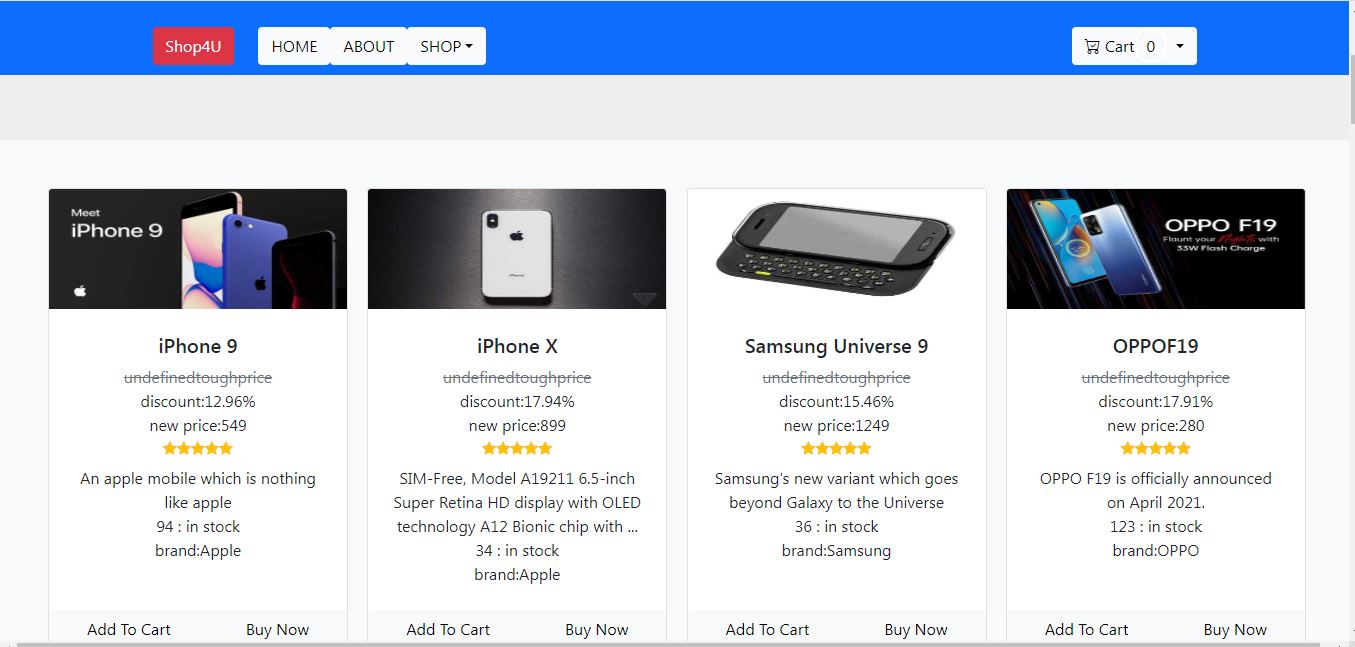 Shop4U
HOME
ABOUT
SHOP
Cart 0
Meet
iPhone 9
iPhone
OPPO F19
Flaunt your Nights with
33W Flash Charge
iPhone 9
undefinedtoughprice
discount:12.96%
new price:549
An apple mobile which is nothing
like apple
94 : in stock
brand:Apple
Add To Cart
Buy Now
iPhone X
undefinedtoughprice
discount:17.94%
new price:899
SIM-Free, Model A19211 6.5-inch
Super Retina HD display with OLED
technology A12 Bionic chip with ...
34 : in stock
brand:Apple
Add To Cart
Buy Now
Samsung Universe 9
undefinedtoughprice
discount:15.46%
new price:1249
Samsung's new variant which goes
beyond Galaxy to the Universe
36 : in stock
brand:Samsung
Add To Cart
Buy Now
OPPOF19
undefinedtoughprice
discount:17.91%
new price:280
OPPO F19 is officially announced
on April 2021.
123 : in stock
brand:OPPO
Add To Cart
Buy Now